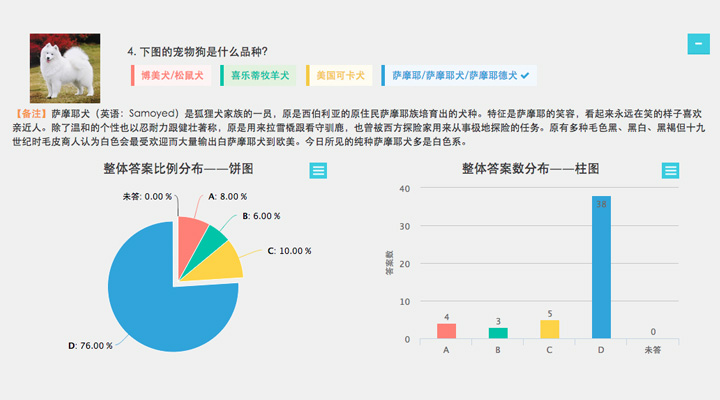 4. 下图的宠物狗是什么品种?
博美犬/松鼠犬
喜乐蒂牧羊犬
美国可卡犬
萨摩耶/萨摩耶犬/萨摩耶德犬
【备注】萨摩耶犬（英语：Samoyed）是狐狸犬家族的一员，原是西伯利亚的原住民萨摩耶族培育出的犬种。特征是萨摩耶的笑容，看起来永远在笑的样子喜
亲近人。除了温和的个性也以忍耐力跟健壮著称，原是用来拉雪橇跟看守驯鹿，也曾被西方探险家用来从事极地探险的任务。原有多种毛色黑、黑白、黑褐但十九
世纪时毛皮商人认为白色会最受欢迎而大量输出白萨摩耶犬到欧美。今日所见的纯种萨摩耶犬多是白色系。
整体答案比例分布——饼图
未答: 0.00 %
A: 8.00 %
B: 6.00 %
C: 10.00 %
D: 76.00 %
整体答案数分布——柱图
答案数
40
30
20
10
0
4
3
5
38
0
A
B
C
D
未答